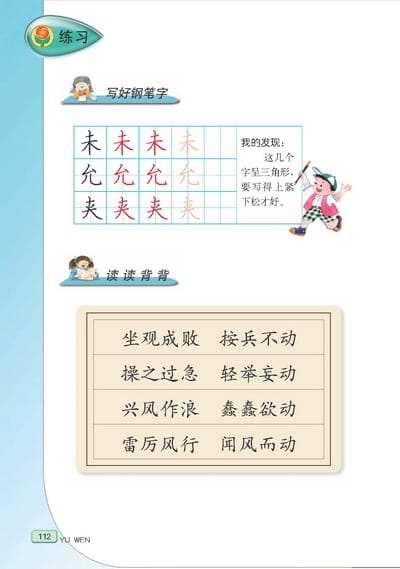 练习
写好钢笔字
未 未 未 未
允 允 允 允
夹 夹 夹 夹
我的发现：
这几个
字呈三角形，
要写得上紧
下松才好。
读读背背
坐观成败 按兵不动
操之过急 轻举妄动
兴风作浪 蠢蠢欲动
雷厉风行 闻风而动
112
YU WEN